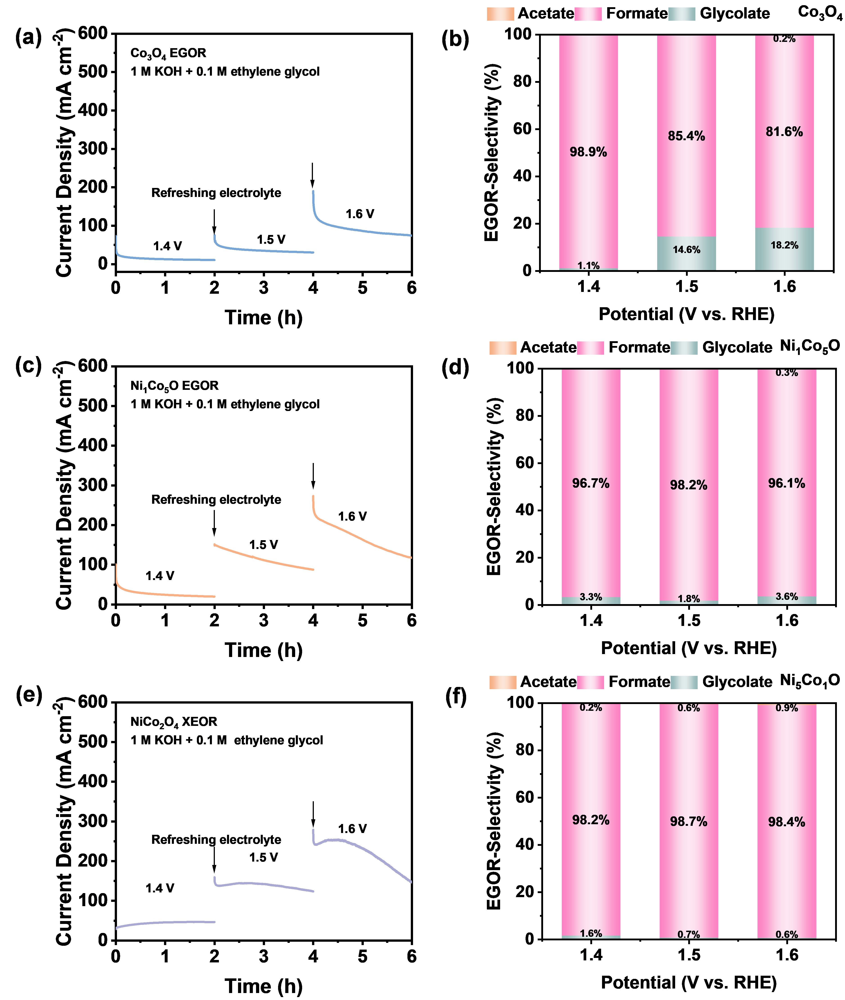 (a)
600
500
400
300
200
100
0
Current Density (mA cm⁻²)
Co₃O₄ EGOR
1 M KOH + 0.1 M ethylene glycol
Refreshing electrolyte
1.4 V
1.5 V
1.6 V
0 1 2 3 4 5 6
Time (h)
(b)
Acetate Formate Glycolate Co₃O₄
100
80
60
40
20
0
EGOR-Selectivity (%)
0.2%
98.9% 85.4% 81.6%
1.1% 14.6% 18.2%
1.4 1.5 1.6
Potential (V vs. RHE)
(c)
600
500
400
300
200
100
0
Current Density (mA cm⁻²)
Ni₁Co₅O EGOR
1 M KOH + 0.1 M ethylene glycol
Refreshing electrolyte
1.4 V
1.5 V
1.6 V
0 1 2 3 4 5 6
Time (h)
(d)
Acetate Formate Glycolate Ni₁Co₅O
100
80
60
40
20
0
EGOR-Selectivity (%)
0.3%
96.7% 98.2% 96.1%
3.3% 1.8% 3.6%
1.4 1.5 1.6
Potential (V vs. RHE)
(e)
600
500
400
300
200
100
0
Current Density (mA cm⁻²)
NiCo₂O₄ XEOR
1 M KOH + 0.1 M ethylene glycol
Refreshing electrolyte
1.4 V
1.5 V
1.6 V
0 1 2 3 4 5 6
Time (h)
(f)
Acetate Formate Glycolate Ni₅Co₁O
100
80
60
40
20
0
EGOR-Selectivity (%)
0.2% 0.6% 0.9%
98.2% 98.7% 98.4%
1.6% 0.7% 0.6%
1.4 1.5 1.6
Potential (V vs. RHE)